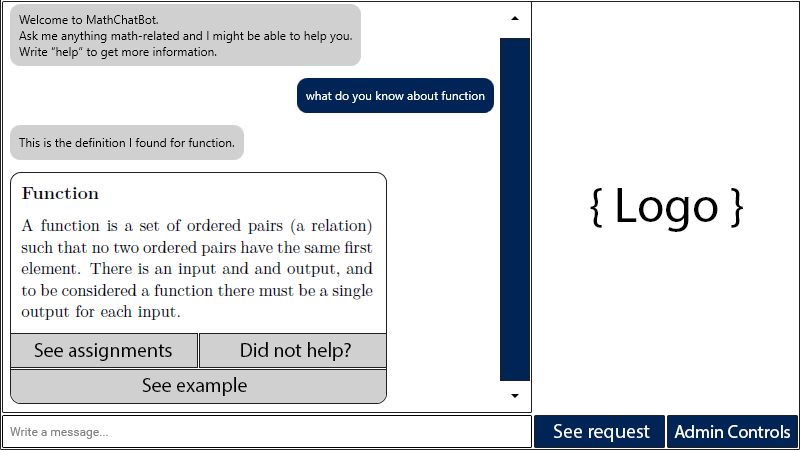 Welcome to MathChatBot.
Ask me anything math-related and I might be able to help you.
Write “help” to get more information.
what do you know about function
This is the definition I found for function.
Function
A function is a set of ordered pairs (a relation)
such that no two ordered pairs have the same first
element. There is an input and and output, and
to be considered a function there must be a single
output for each input.
See assignments
Did not help?
See example
{ Logo }
Write a message...
See request
Admin Controls